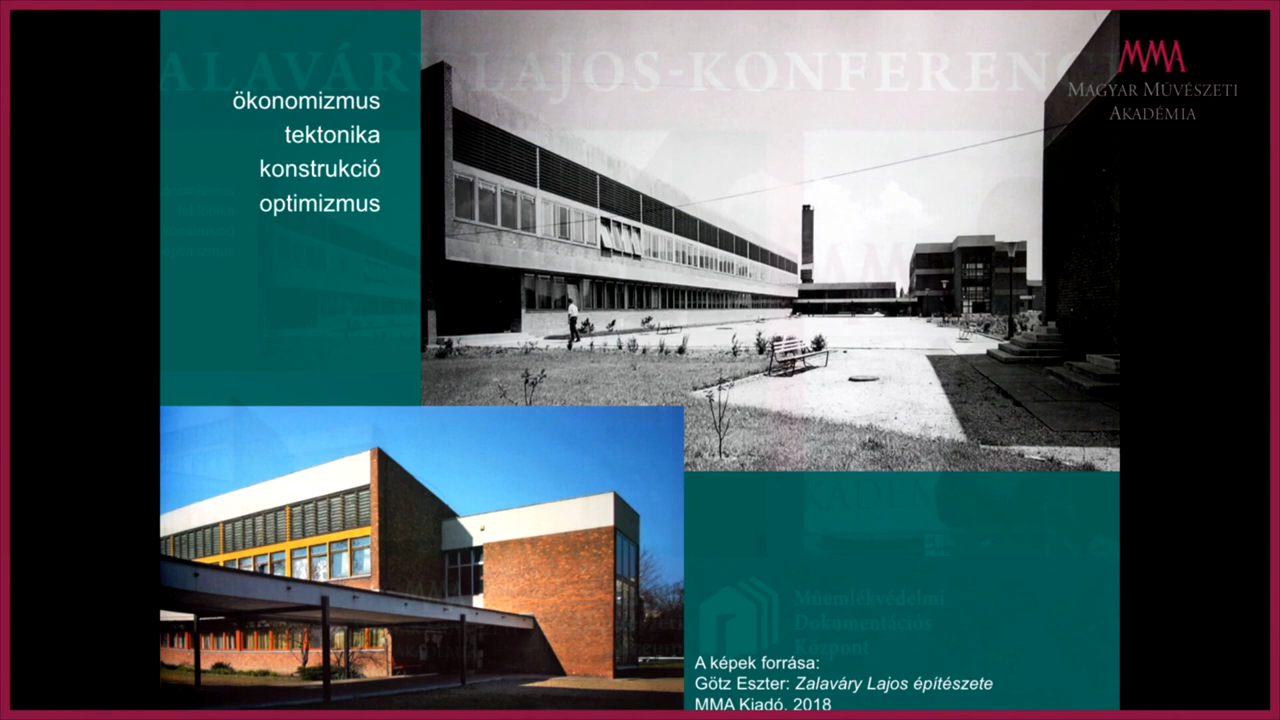 ZALAVÁRY LAJOS-KONFERENCI
MMA
MAGYAR MŰVÉSZETI
AKADÉMIA
ökonomizmus
tektonika
konstrukció
optimizmus
Műemlékvédelmi
Dokumentációs
Központ
A képek forrása:
Götz Eszter: Zalaváry Lajos építészete
MMA Kiadó, 2018